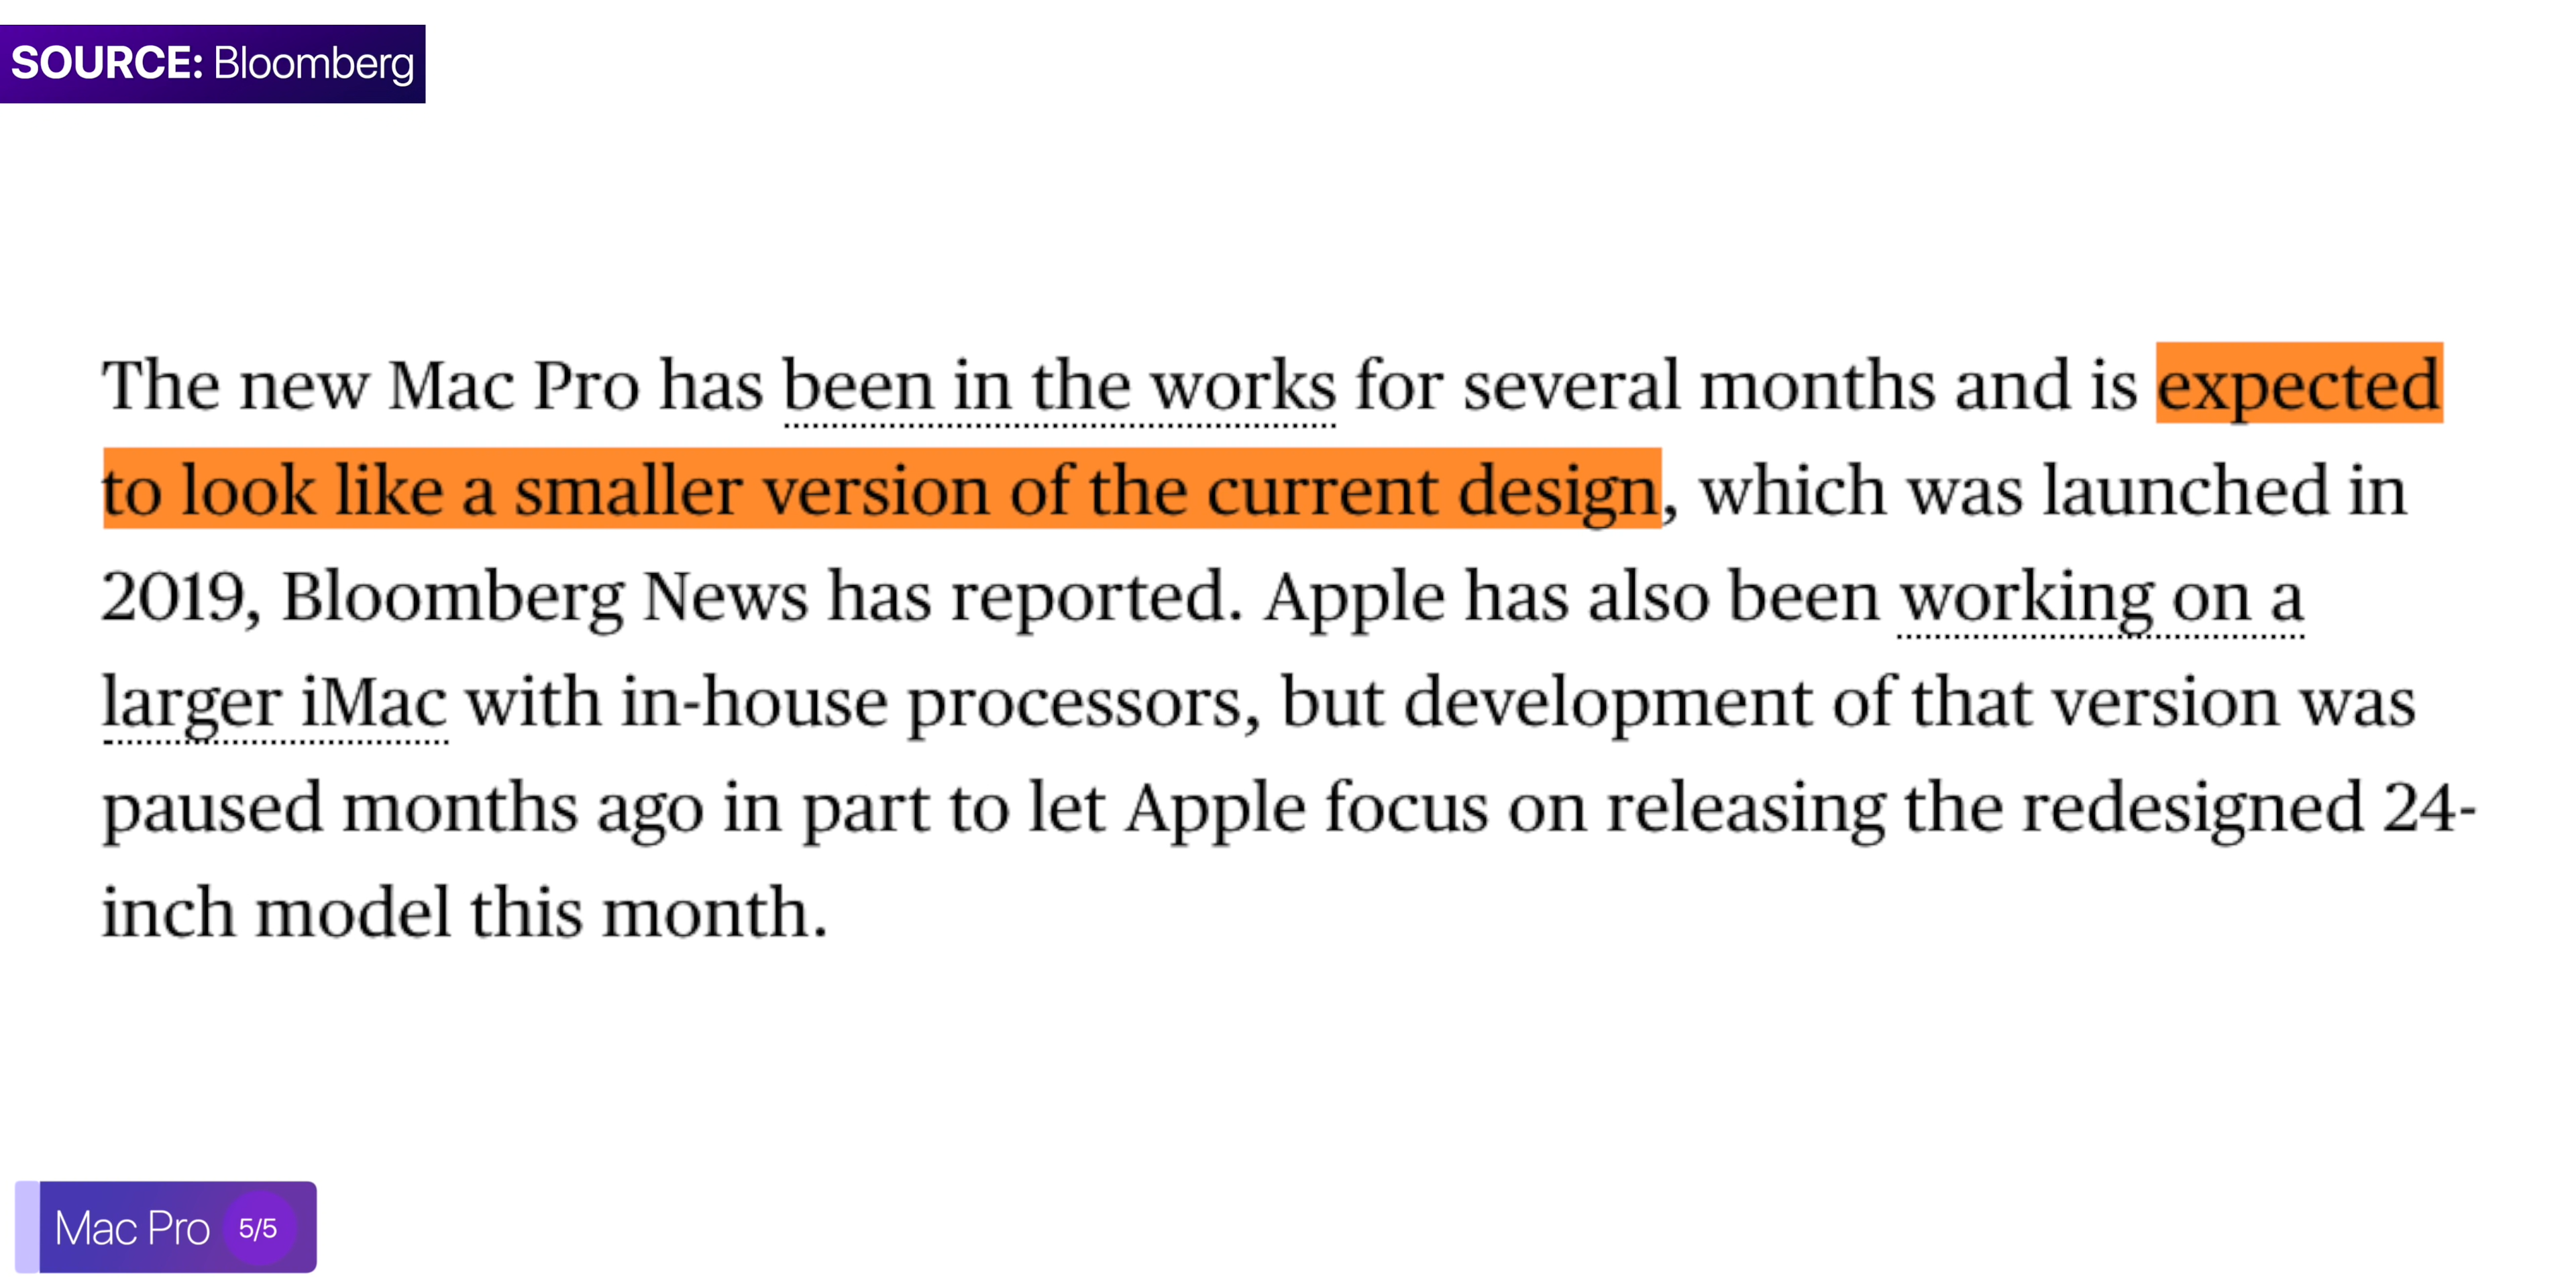 SOURCE: Bloomberg
The new Mac Pro has been in the works for several months and is expected
to look like a smaller version of the current design, which was launched in
2019, Bloomberg News has reported. Apple has also been working on a
larger iMac with in-house processors, but development of that version was
paused months ago in part to let Apple focus on releasing the redesigned 24-
inch model this month.
Mac Pro 5/5